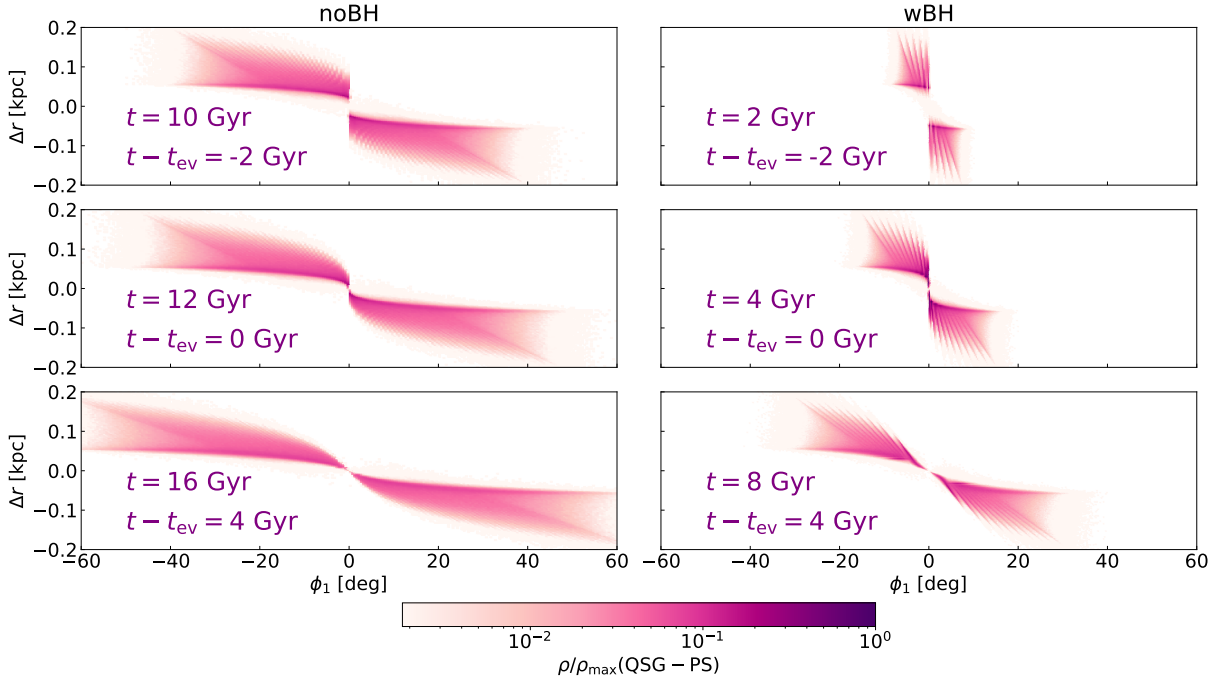 noBH
wBH
0.2
0.1
0.0
−0.1
−0.2
Δr [kpc]
t = 10 Gyr
t − t_ev = -2 Gyr
t = 2 Gyr
t − t_ev = -2 Gyr
0.2
0.1
0.0
−0.1
−0.2
Δr [kpc]
t = 12 Gyr
t − t_ev = 0 Gyr
t = 4 Gyr
t − t_ev = 0 Gyr
0.2
0.1
0.0
−0.1
−0.2
Δr [kpc]
t = 16 Gyr
t − t_ev = 4 Gyr
t = 8 Gyr
t − t_ev = 4 Gyr
−60 −40 −20 0 20 40 60
−60 −40 −20 0 20 40 60
ϕ₁ [deg]
ϕ₁ [deg]
10⁻² 10⁻¹ 10⁰
ρ/ρ_max(QSG − PS)